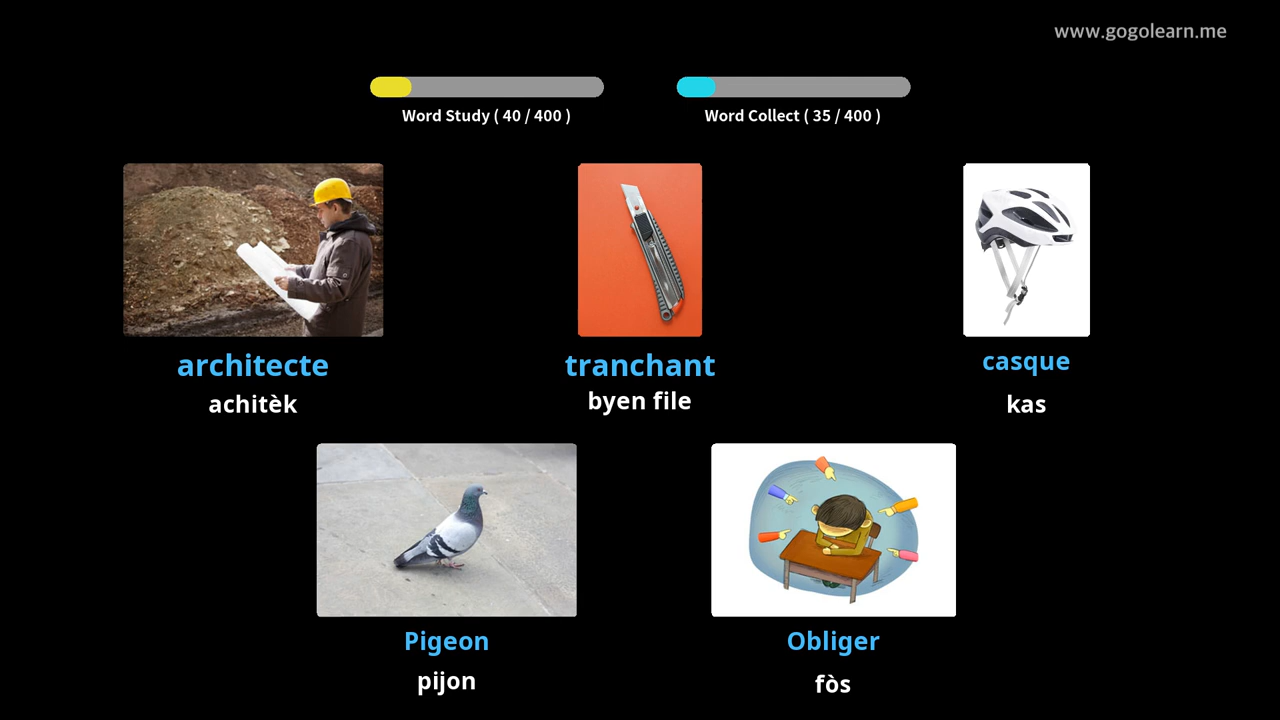 www.gogolearn.me
Word Study ( 40 / 400 )
Word Collect ( 35 / 400 )
architecte
achitèk
tranchant
byen file
casque
kas
Pigeon
pijon
Obliger
fòs